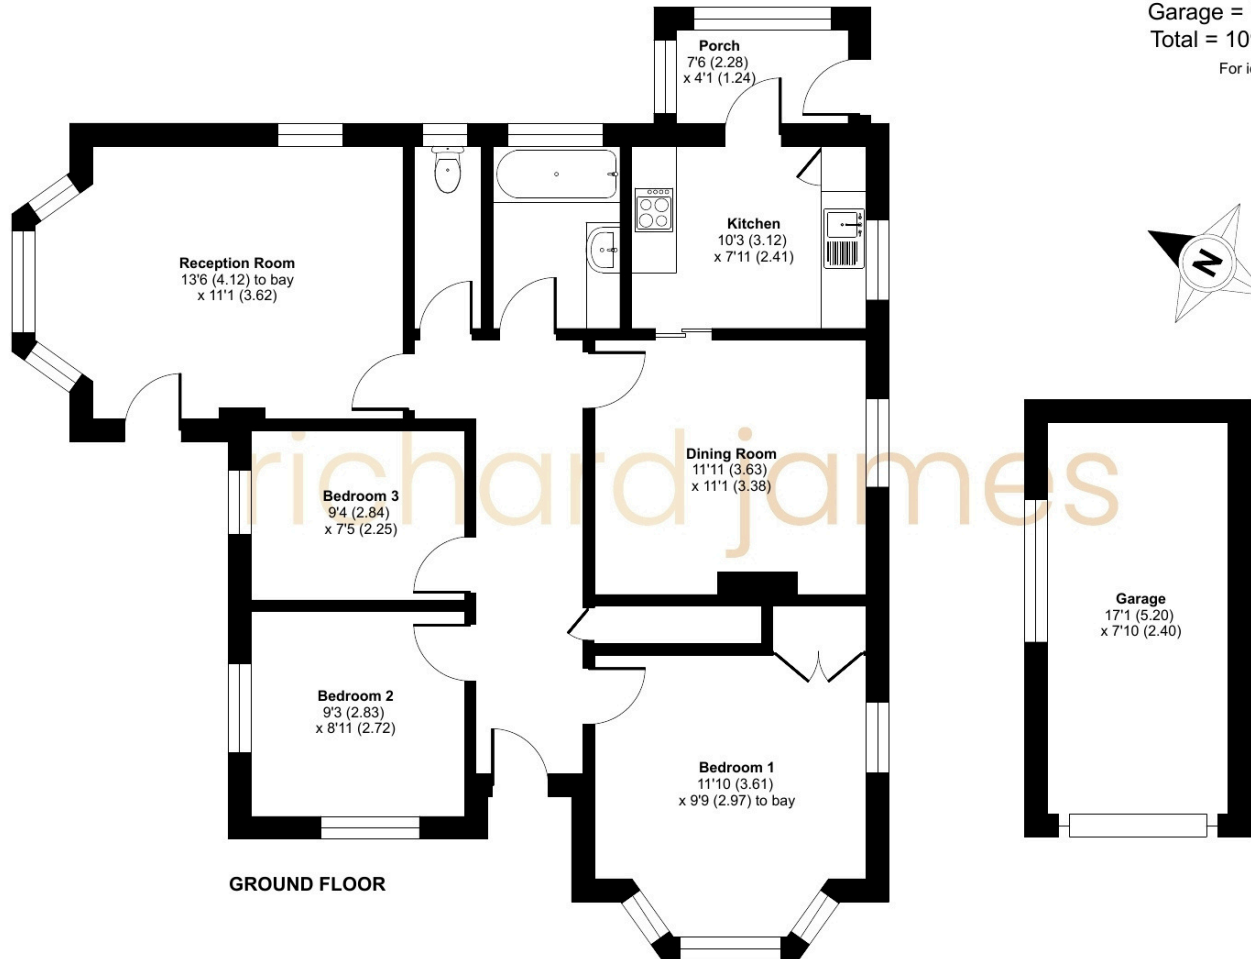 Garage =
Total =
Porch
7'6 (2.28)
x 4'1 (1.24)
Kitchen
10'3 (3.12)
x 7'11 (2.41)
Reception Room
13'6 (4.12) to bay
x 11'1 (3.62)
N
Dining Room
11'11 (3.63)
x 11'1 (3.38)
richard james
Bedroom 3
9'4 (2.84)
x 7'5 (2.25)
Garage
17'1 (5.20)
x 7'10 (2.40)
Bedroom 2
9'3 (2.83)
x 8'11 (2.72)
Bedroom 1
11'10 (3.61)
x 9'9 (2.97) to bay
GROUND FLOOR
For